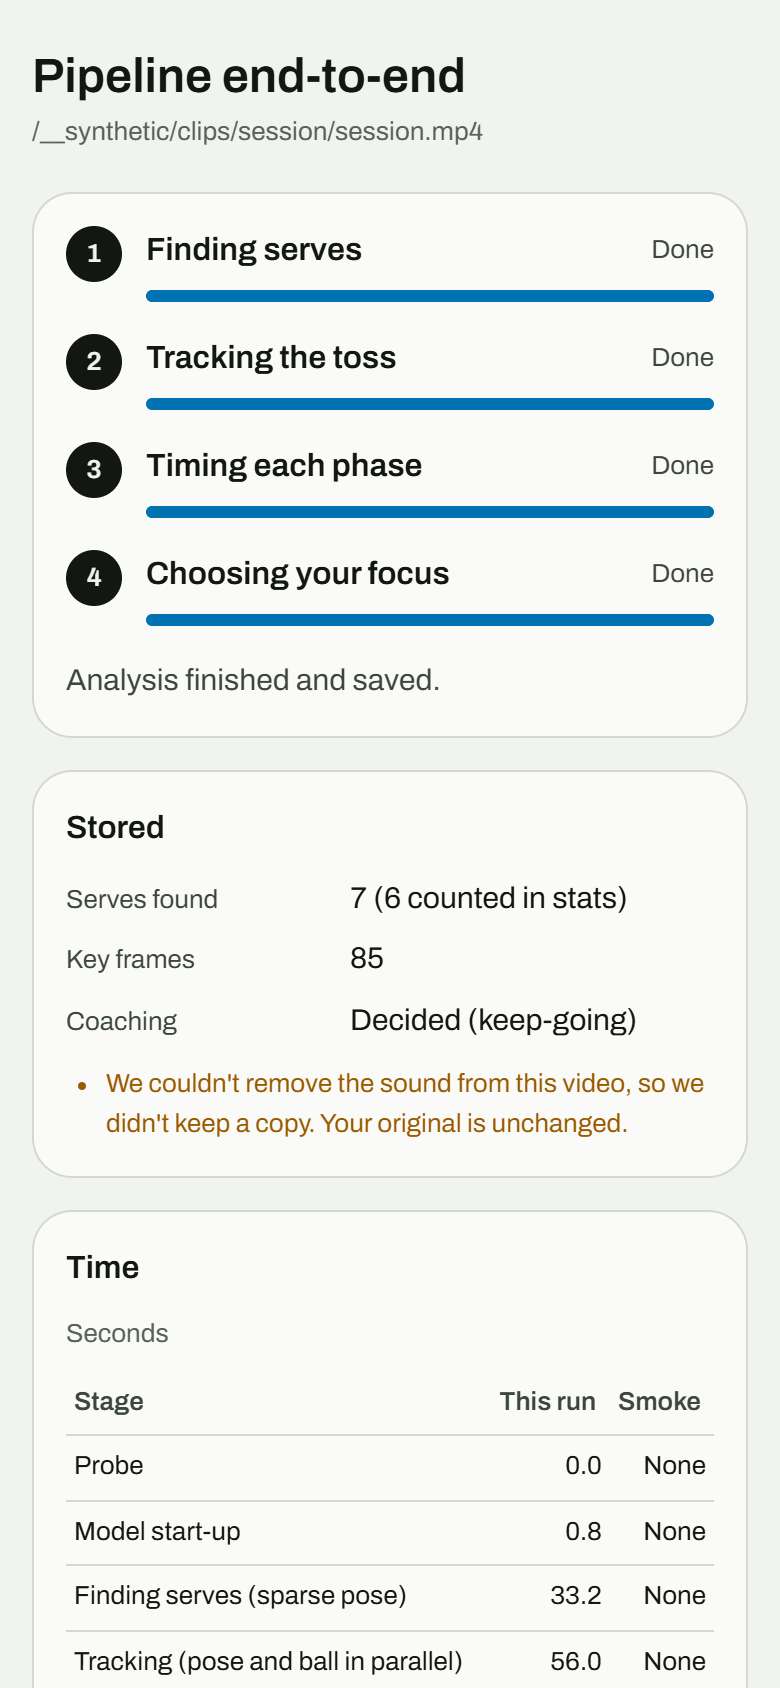 Pipeline end-to-end
/__synthetic/clips/session/session.mp4
1 Finding serves Done
2 Tracking the toss Done
3 Timing each phase Done
4 Choosing your focus Done
Analysis finished and saved.
Stored
Serves found 7 (6 counted in stats)
Key frames 85
Coaching Decided (keep-going)
• We couldn't remove the sound from this video, so we
didn't keep a copy. Your original is unchanged.
Time
Seconds
Stage This run Smoke
Probe 0.0 None
Model start-up 0.8 None
Finding serves (sparse pose) 33.2 None
Tracking (pose and ball in parallel) 56.0 None